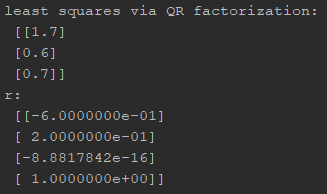 least squares via QR factorization:
[[1.7]
[0.6]
[0.7]]
r:
[[-6.0000000e-01]
[ 2.0000000e-01]
[-8.8817842e-16]
[ 1.0000000e+00]]